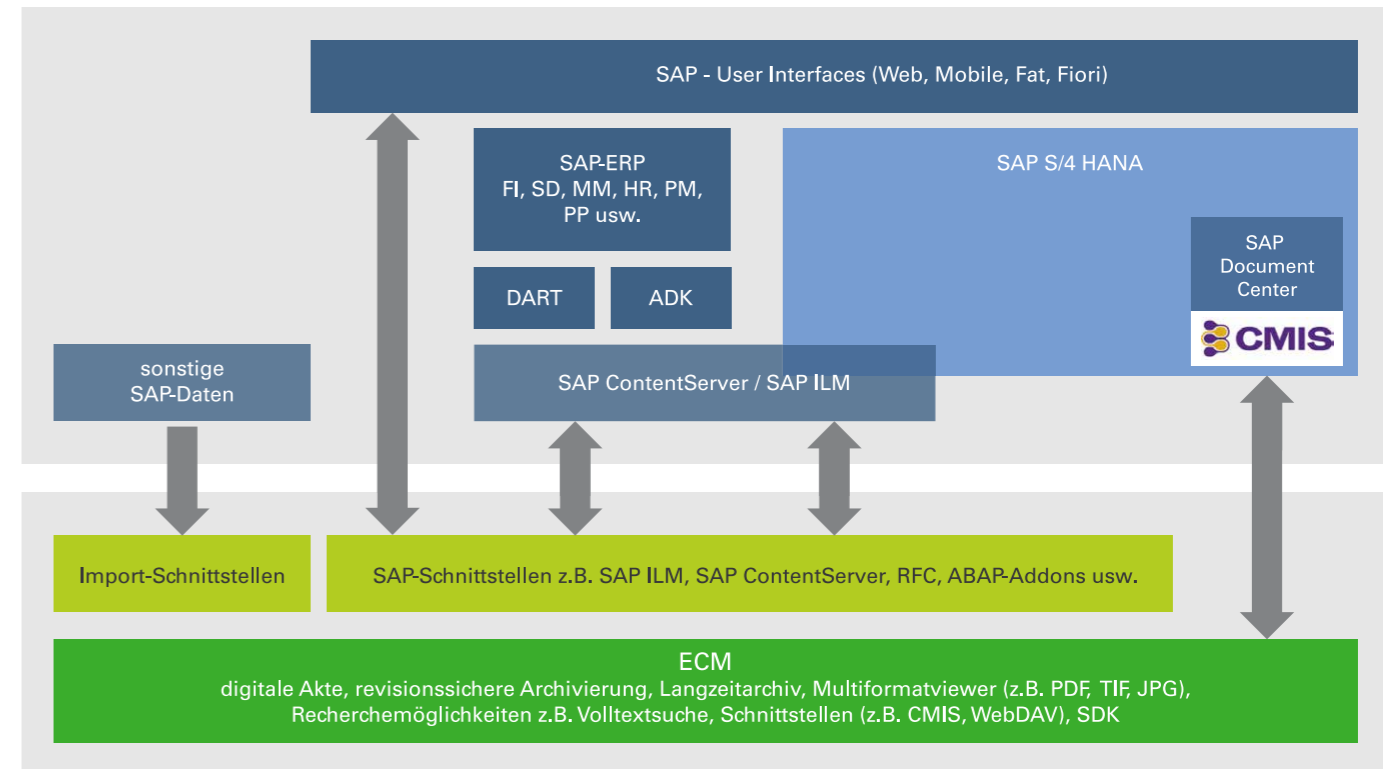 SAP - User Interfaces (Web, Mobile, Fat, Fiori)
SAP-ERP
FI, SD, MM, HR, PM,
PP usw.
SAP S/4 HANA
SAP
Document
Center
CMIS
DART
ADK
sonstige
SAP-Daten
SAP ContentServer / SAP ILM
Import-Schnittstellen
SAP-Schnittstellen z.B. SAP ILM, SAP ContentServer, RFC, ABAP-Addons usw.
ECM
digitale Akte, revisionssichere Archivierung, Langzeitarchiv, Multiformatviewer (z.B. PDF, TIF, JPG),
Recherchemöglichkeiten z.B. Volltextsuche, Schnittstellen (z.B. CMIS, WebDAV), SDK